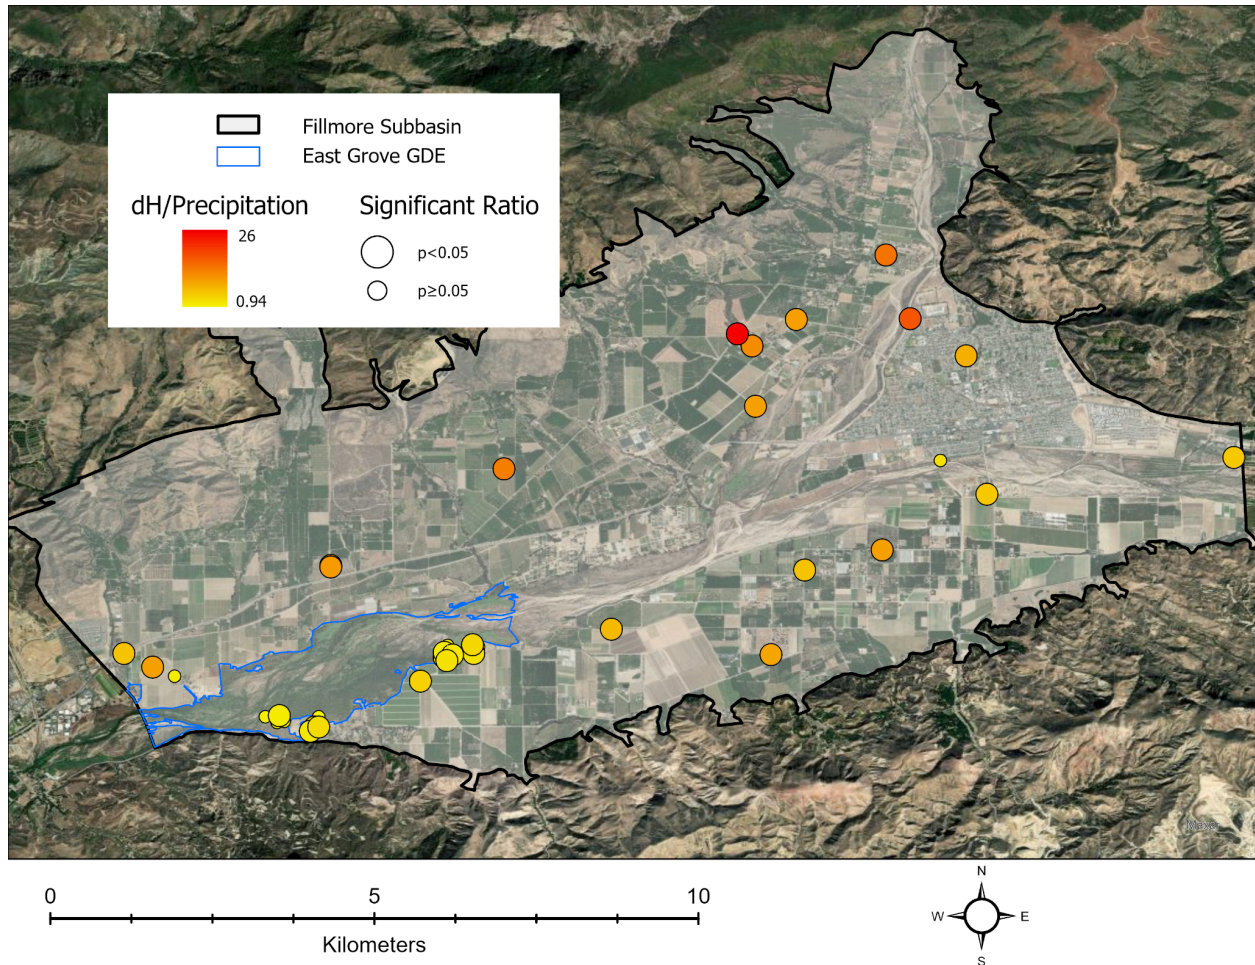 Fillmore Subbasin
East Grove GDE
dH/Precipitation
Significant Ratio
26
0.94
p<0.05
p≥0.05
Maxar
0
5
10
Kilometers
N
W
E
S